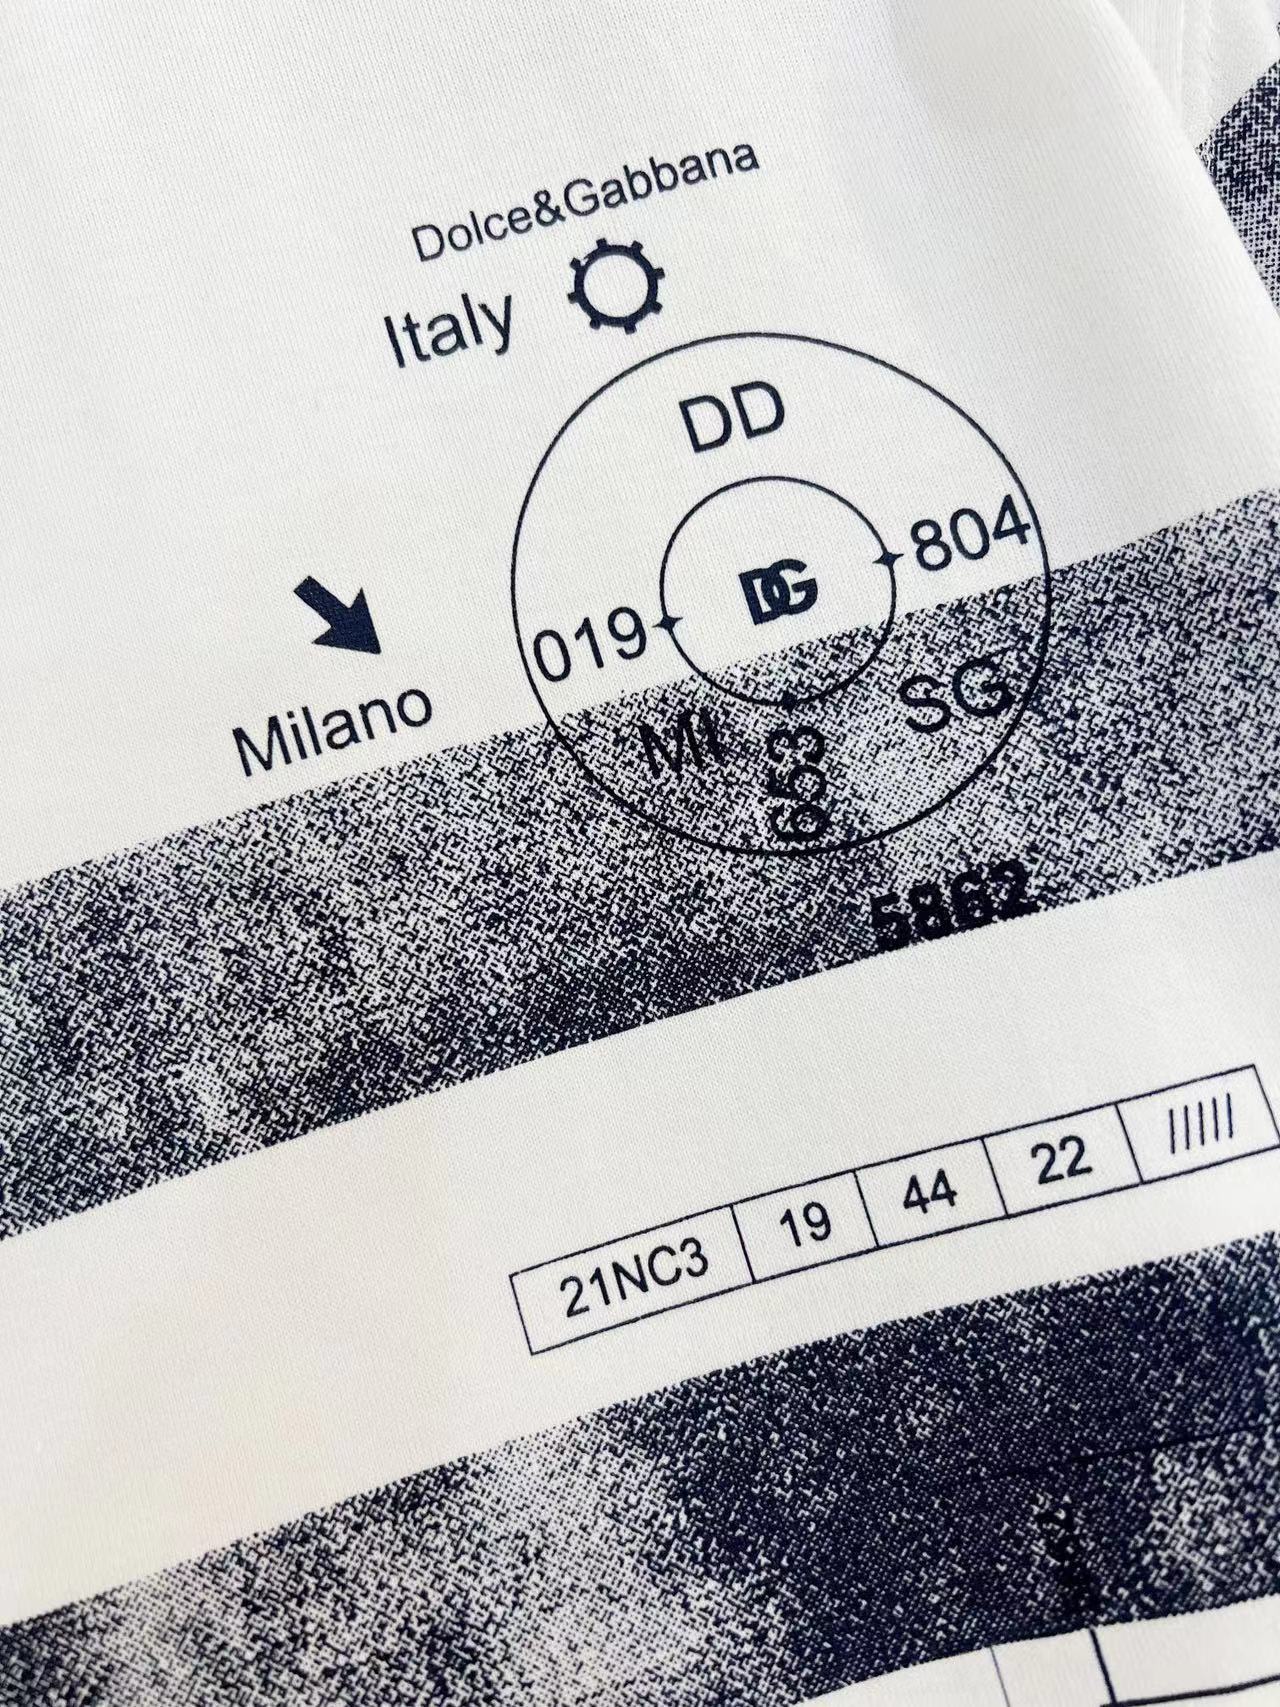 Dolce&Gabbana
Italy
DD
804
DG
019
Milano
SG
MI
653
5862
21NC3 19 44 22 /////